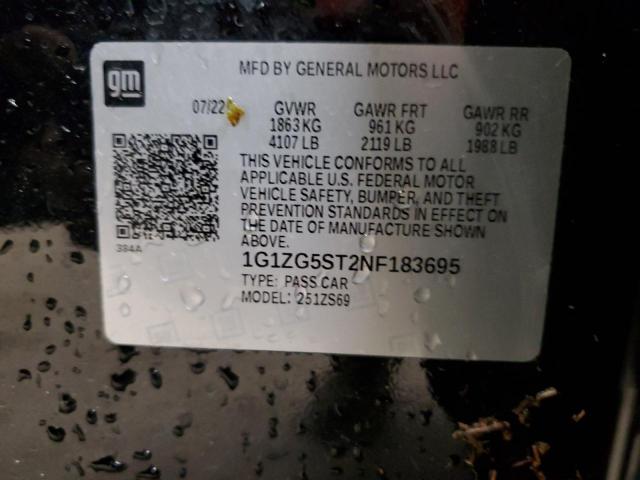 gm
MFD BY GENERAL MOTORS LLC
07/22 GVWR GAWR FRT GAWR RR
1863 KG 961 KG 902 KG
4107 LB 2119 LB 1988 LB
THIS VEHICLE CONFORMS TO ALL
APPLICABLE U.S. FEDERAL MOTOR
VEHICLE SAFETY, BUMPER, AND THEFT
PREVENTION STANDARDS IN EFFECT ON
THE DATE OF MANUFACTURE SHOWN
ABOVE.
384A
1G1ZG5ST2NF183695
TYPE: PASS CAR
MODEL: 251ZS69